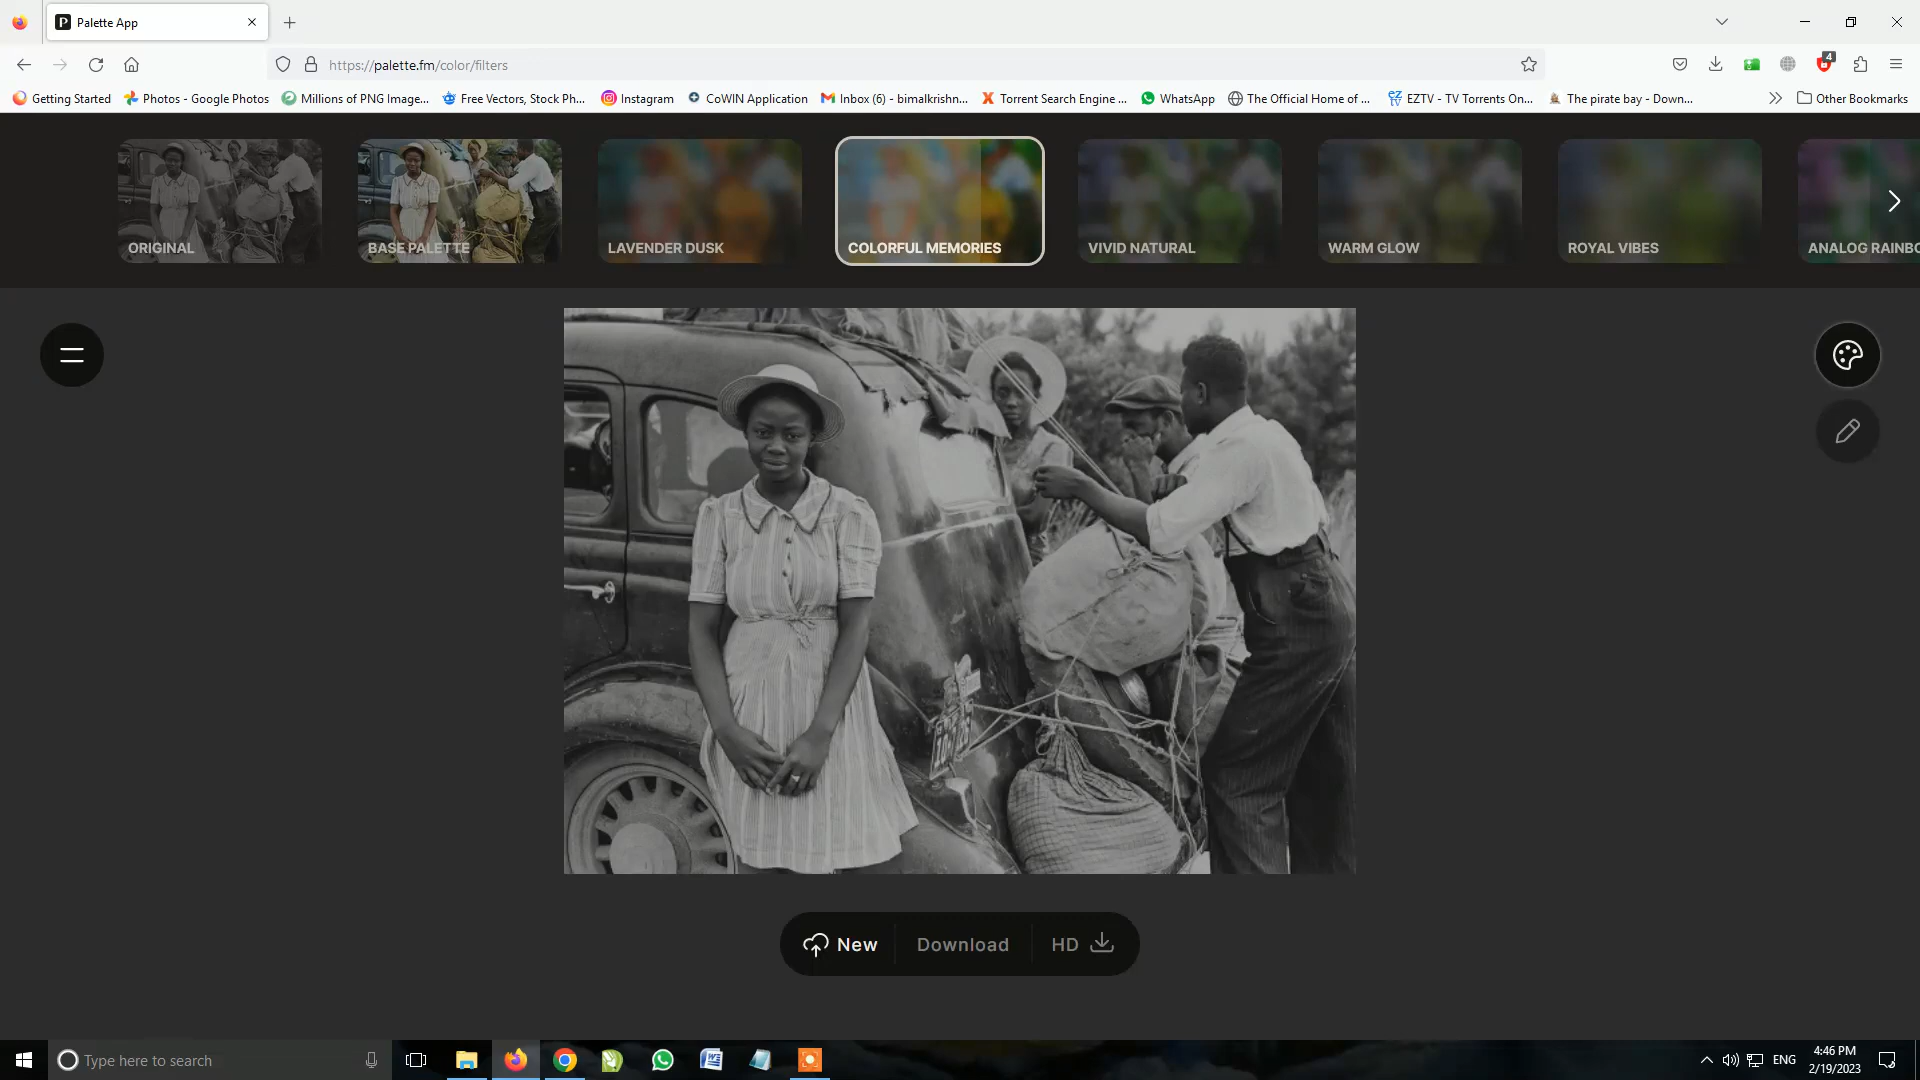 Palette App
https://palette.fm/color/filters
4
Getting Started
Photos - Google Photos
Millions of PNG Image...
Free Vectors, Stock Ph...
Instagram
CoWIN Application
Inbox (6) - bimalkrishn...
Torrent Search Engine ...
WhatsApp
The Official Home of ...
EZTV - TV Torrents On...
The pirate bay - Down...
Other Bookmarks
ORIGINAL
BASE PALETTE
LAVENDER DUSK
COLORFUL MEMORIES
VIVID NATURAL
WARM GLOW
ROYAL VIBES
ANALOG RAINBO
New
Download
HD
Type here to search
ENG
4:46 PM
2/19/2023